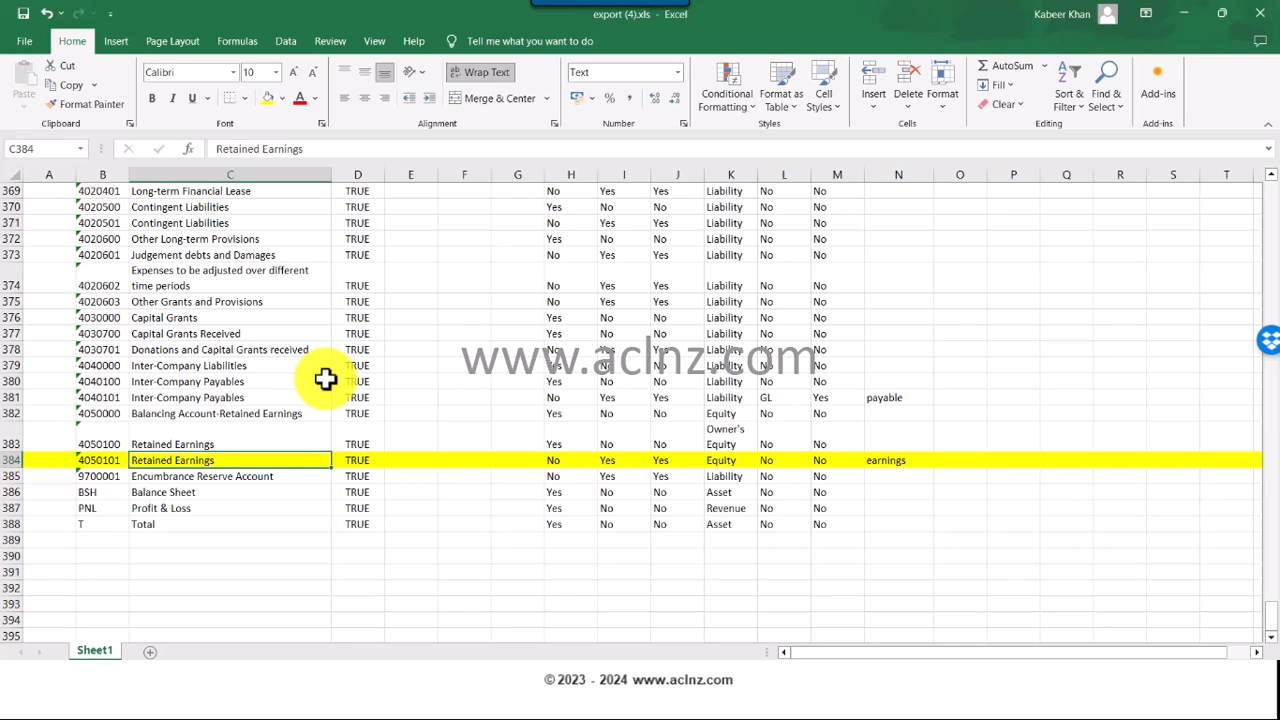 export (4).xls - Excel
Kabeer Khan
File Home Insert Page Layout Formulas Data Review View Help Tell me what you want to do
Paste
Cut
Copy
Format Painter
Clipboard
Calibri 10
B I U
Font
Wrap Text
Merge & Center
Alignment
Text
Number
Conditional Formatting
Format as Table
Cell Styles
Styles
Insert Delete Format
Cells
AutoSum
Fill
Clear
Sort & Filter
Find & Select
Editing
Add-ins
Add-ins
C384 fx Retained Earnings
A B C D E F G H I J K L M N O P Q R S T
369 4020401 Long-term Financial Lease TRUE No Yes Yes Liability No No
370 4020500 Contingent Liabilities TRUE Yes No No Liability No No
371 4020501 Contingent Liabilities TRUE No Yes Yes Liability No No
372 4020600 Other Long-term Provisions TRUE Yes No No Liability No No
373 4020601 Judgement debts and Damages TRUE No Yes Yes Liability No No
Expenses to be adjusted over different
374 4020602 time periods TRUE No Yes Yes Liability No No
375 4020603 Other Grants and Provisions TRUE No Yes Yes Liability No No
376 4030000 Capital Grants TRUE Yes No No Liability No No
377 4030700 Capital Grants Received TRUE Yes No No Liability No No
378 4030701 Donations and Capital Grants received TRUE No Yes Yes Liability No No
www.aclnz.com
379 4040000 Inter-Company Liabilities TRUE Yes No No Liability No No
380 4040100 Inter-Company Payables TRUE Yes No No Liability No No
381 4040101 Inter-Company Payables TRUE No Yes Yes Liability GL Yes payable
382 4050000 Balancing Account-Retained Earnings TRUE Yes No No Equity No No
Owner's
383 4050100 Retained Earnings TRUE Yes No No Equity No No
384 4050101 Retained Earnings TRUE No Yes Yes Equity No No earnings
385 9700001 Encumbrance Reserve Account TRUE No Yes Yes Liability No No
386 BSH Balance Sheet TRUE Yes No No Asset No No
387 PNL Profit & Loss TRUE Yes No No Revenue No No
388 T Total TRUE Yes No No Asset No No
389
390
391
392
393
394
395
Sheet1
© 2023 - 2024 www.aclnz.com